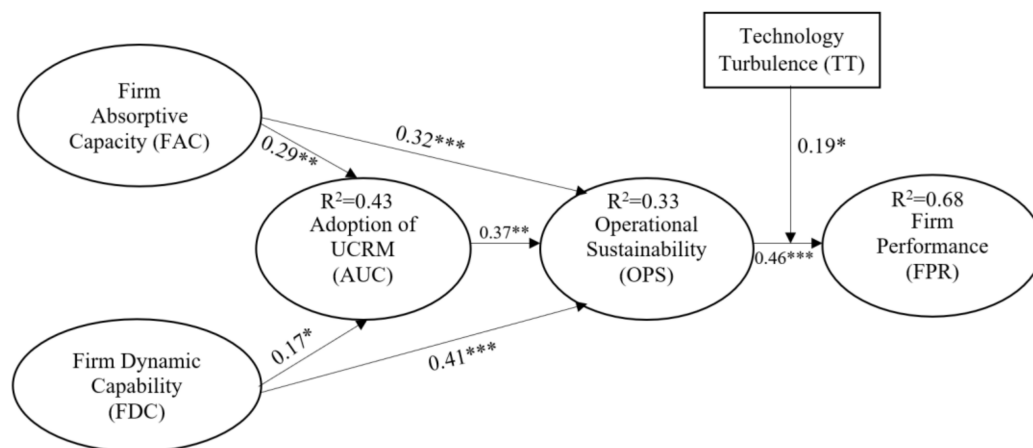 Technology
Turbulence (TT)
Firm
Absorptive
Capacity (FAC)
0.32***
0.29**
0.19*
R²=0.43
Adoption of
UCRM
(AUC)
0.37**
R²=0.33
Operational
Sustainability
(OPS)
0.46***
R²=0.68
Firm
Performance
(FPR)
0.17*
0.41***
Firm Dynamic
Capability
(FDC)